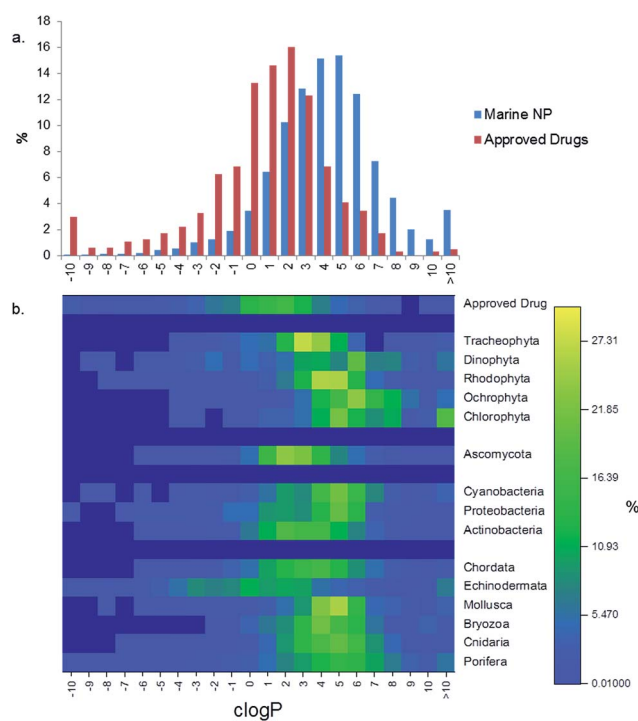 a.
18
16
14
12
10
8
6
4
2
0
%
Marine NP
Approved Drugs
-10 -9 -8 -7 -6 -5 -4 -3 -2 -1 0 1 2 3 4 5 6 7 8 9 10 >10
b.
Approved Drug
Tracheophyta
Dinophyta
Rhodophyta
Ochrophyta
Chlorophyta
Ascomycota
Cyanobacteria
Proteobacteria
Actinobacteria
Chordata
Echinodermata
Mollusca
Bryozoa
Cnidaria
Porifera
27.31
21.85
16.39
10.93
5.470
0.01000
%
-10 -9 -8 -7 -6 -5 -4 -3 -2 -1 0 1 2 3 4 5 6 7 8 9 10 >10
clogP